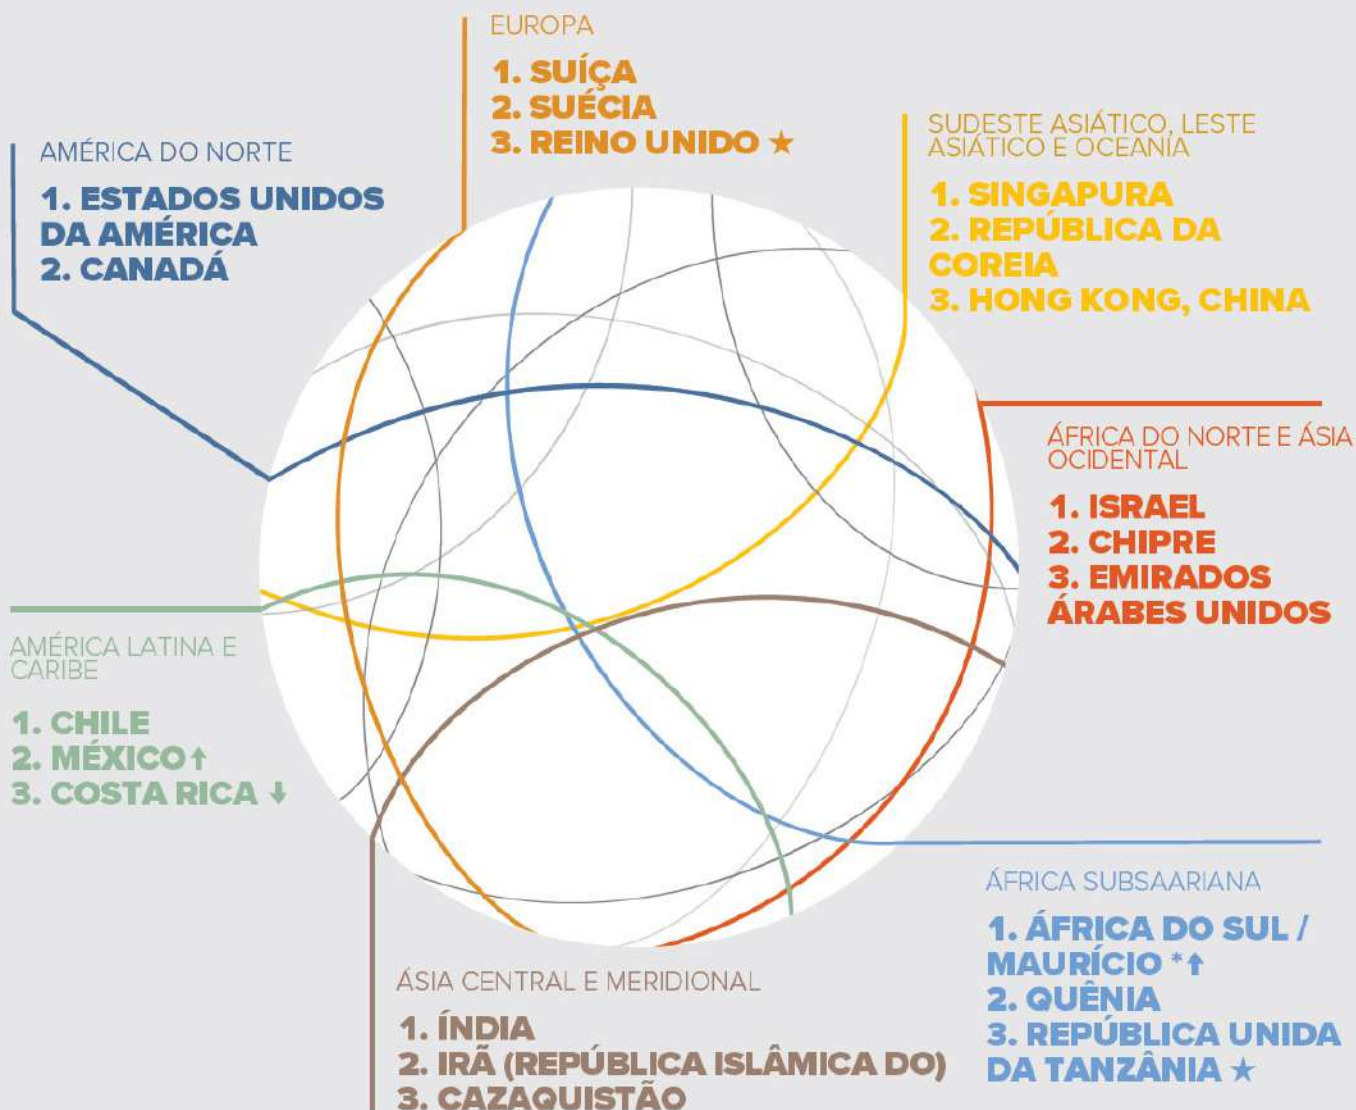 EUROPA
1. SUÍÇA
2. SUÉCIA
3. REINO UNIDO ★
AMÉRICA DO NORTE
1. ESTADOS UNIDOS
DA AMÉRICA
2. CANADÁ
SUDESTE ASIÁTICO, LESTE
ASIÁTICO E OCEANÍA
1. SINGAPURA
2. REPÚBLICA DA
COREIA
3. HONG KONG, CHINA
ÁFRICA DO NORTE E ÁSIA
OCIDENTAL
1. ISRAEL
2. CHIPRE
3. EMIRADOS
ÁRABES UNIDOS
AMÉRICA LATINA E
CARIBE
1. CHILE
2. MÉXICO ↑
3. COSTA RICA ↓
ÁFRICA SUBSAARIANA
1. ÁFRICA DO SUL /
MAURÍCIO *↑
2. QUÊNIA
3. REPÚBLICA UNIDA
DA TANZÂNIA ★
ÁSIA CENTRAL E MERIDIONAL
1. ÍNDIA
2. IRÃ (REPÚBLICA ISLÂMICA DO)
3. CAZAQUISTÃO